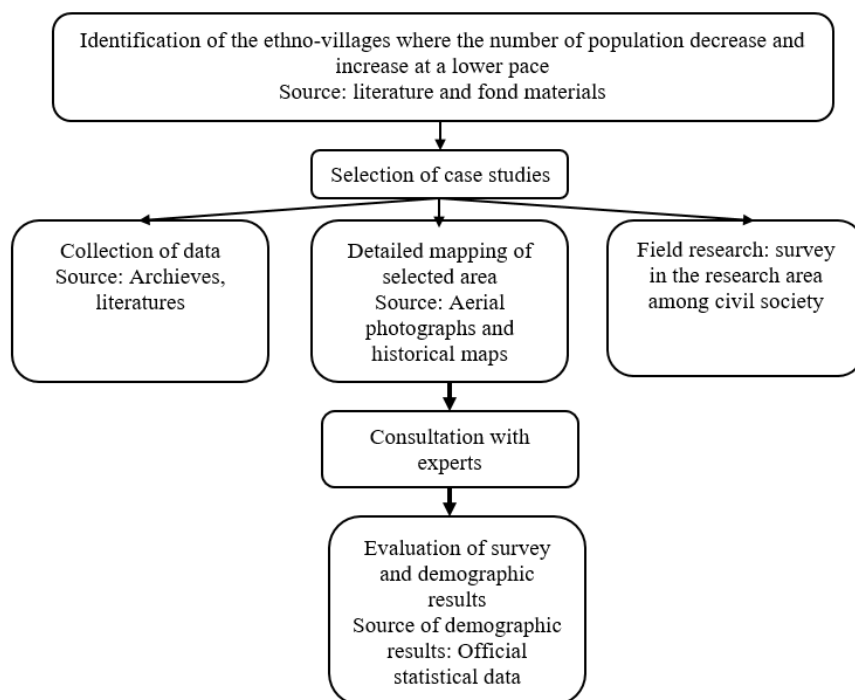 Identification of the ethno-villages where the number of population decrease and
increase at a lower pace
Source: literature and fond materials
Selection of case studies
Collection of data
Source: Archieves,
literatures
Detailed mapping of
selected area
Source: Aerial
photographs and
historical maps
Field research: survey
in the research area
among civil society
Consultation with
experts
Evaluation of survey
and demographic
results
Source of demographic
results: Official
statistical data